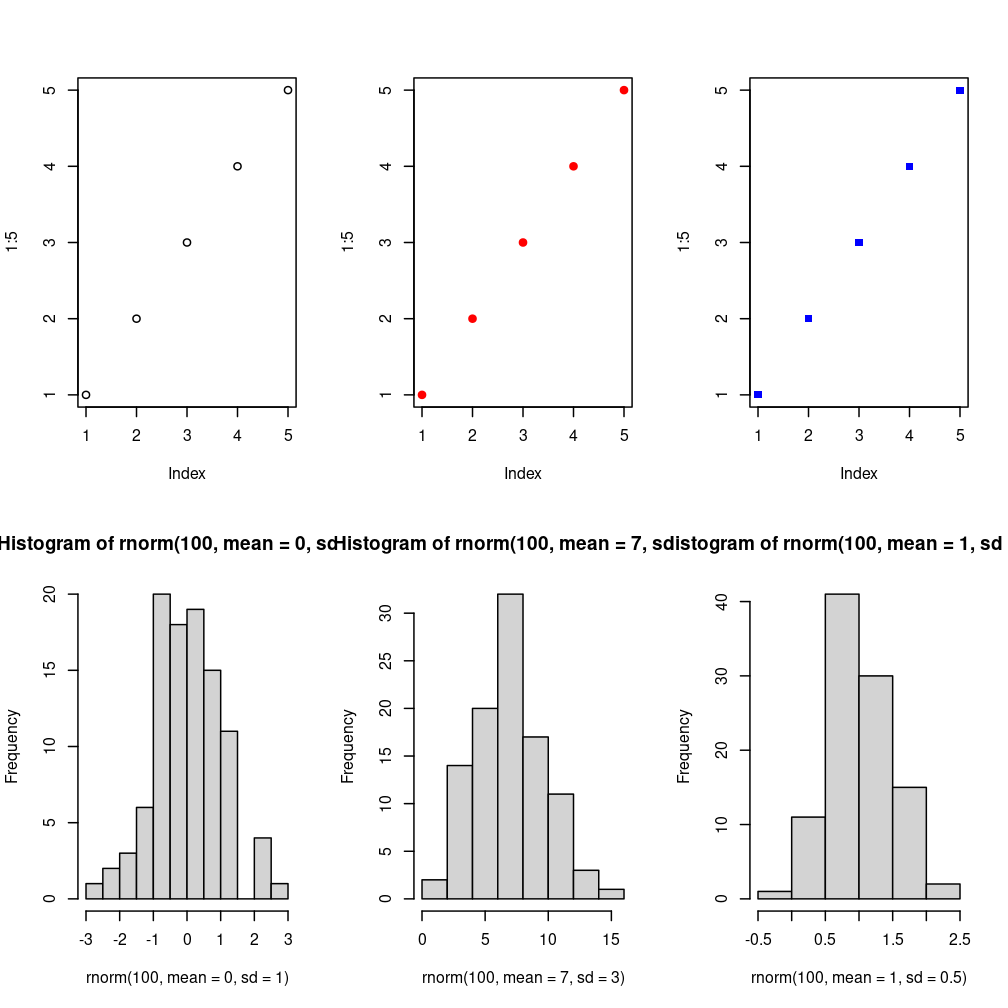 5
4
3
2
1
1:5
1 2 3 4 5
Index
5
4
3
2
1
1:5
1 2 3 4 5
Index
5
4
3
2
1
1:5
1 2 3 4 5
Index
Histogram of rnorm(100, mean = 0, sd
20
15
10
5
0
Frequency
-3 -2 -1 0 1 2 3
rnorm(100, mean = 0, sd = 1)
Histogram of rnorm(100, mean = 7, sd
30
25
20
15
10
5
0
Frequency
0 5 10 15
rnorm(100, mean = 7, sd = 3)
istogram of rnorm(100, mean = 1, sd
40
30
20
10
0
Frequency
-0.5 0.5 1.5 2.5
rnorm(100, mean = 1, sd = 0.5)